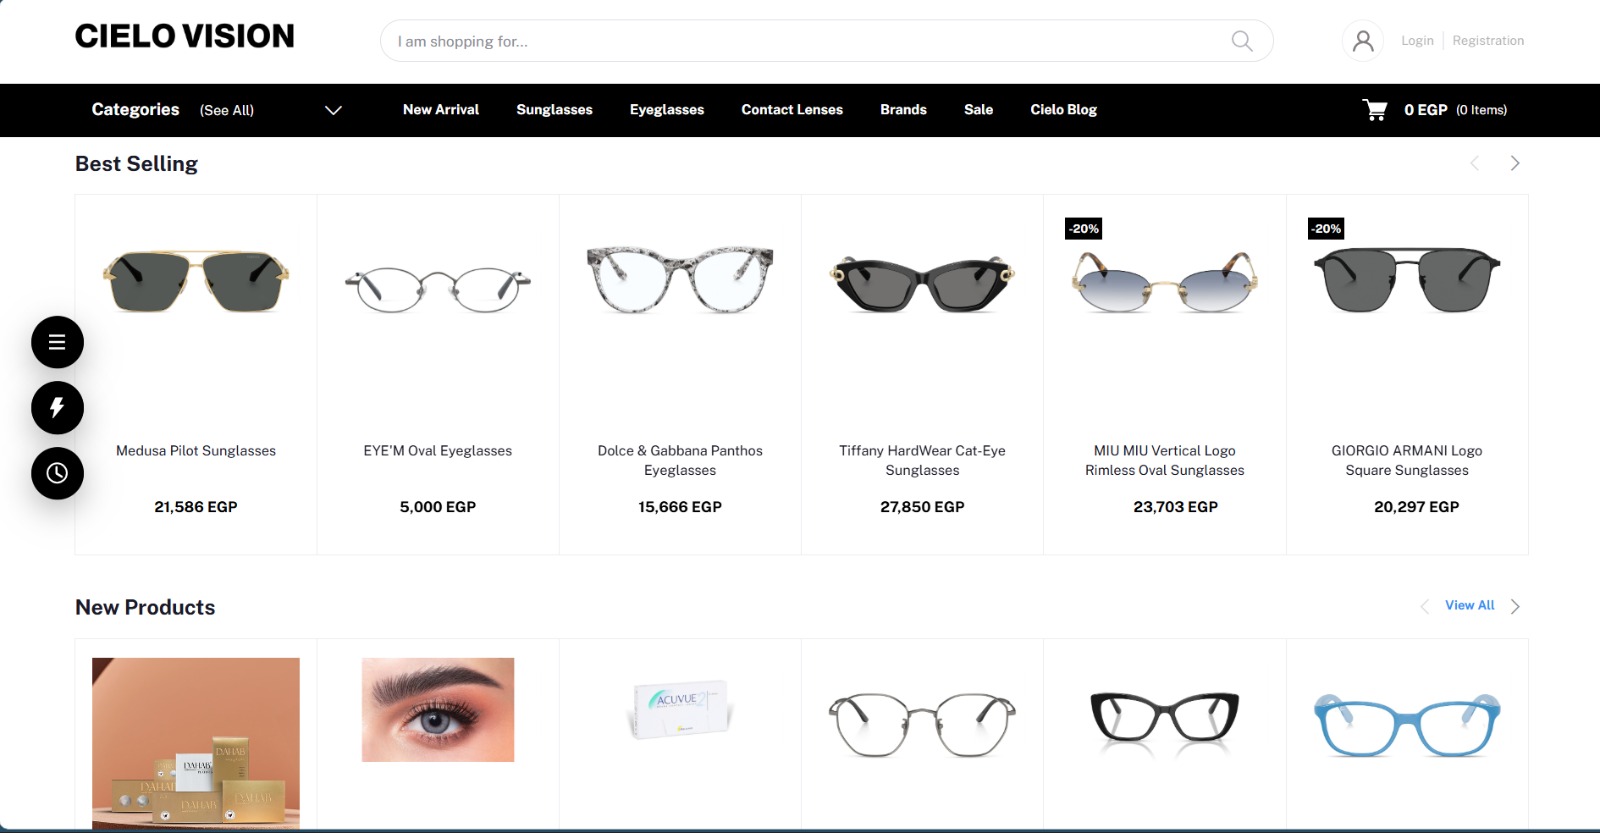 CIELO VISION
I am shopping for...
Login
Registration
Categories (See All)
New Arrival
Sunglasses
Eyeglasses
Contact Lenses
Brands
Sale
Cielo Blog
0 EGP (0 Items)
Best Selling
-20%
-20%
Medusa Pilot Sunglasses
21,586 EGP
EYE'M Oval Eyeglasses
5,000 EGP
Dolce & Gabbana Panthos
Eyeglasses
15,666 EGP
Tiffany HardWear Cat-Eye
Sunglasses
27,850 EGP
MIU MIU Vertical Logo
Rimless Oval Sunglasses
23,703 EGP
GIORGIO ARMANI Logo
Square Sunglasses
20,297 EGP
New Products
View All
DAHAB
DAHAB
DAHAB
DAHAB
ACUVUE 2